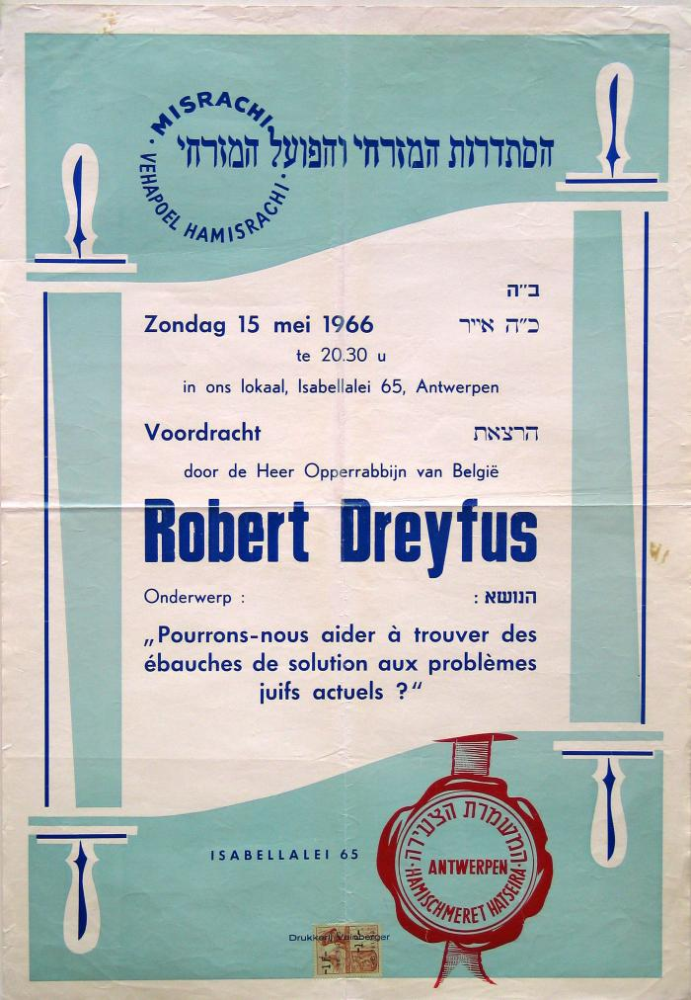 · MISRACHI ·
VEHAPOEL HAMISRACHI
הסתדרות המזרחי והפועל המזרחי
ב״ה
Zondag 15 mei 1966 כ״ה אייר
te 20.30 u
in ons lokaal, Isabellalei 65, Antwerpen
Voordracht הרצאת
door de Heer Opperrabbijn van België
Robert Dreyfus
Onderwerp : הנושא :
„Pourrons-nous aider à trouver des
ébauches de solution aux problèmes
juifs actuels ?“
המשמרת הצעירה
ANTWERPEN
· HAMISCHMERET HATSEIRA ·
ISABELLALEI 65
Drukkerij Weinberger